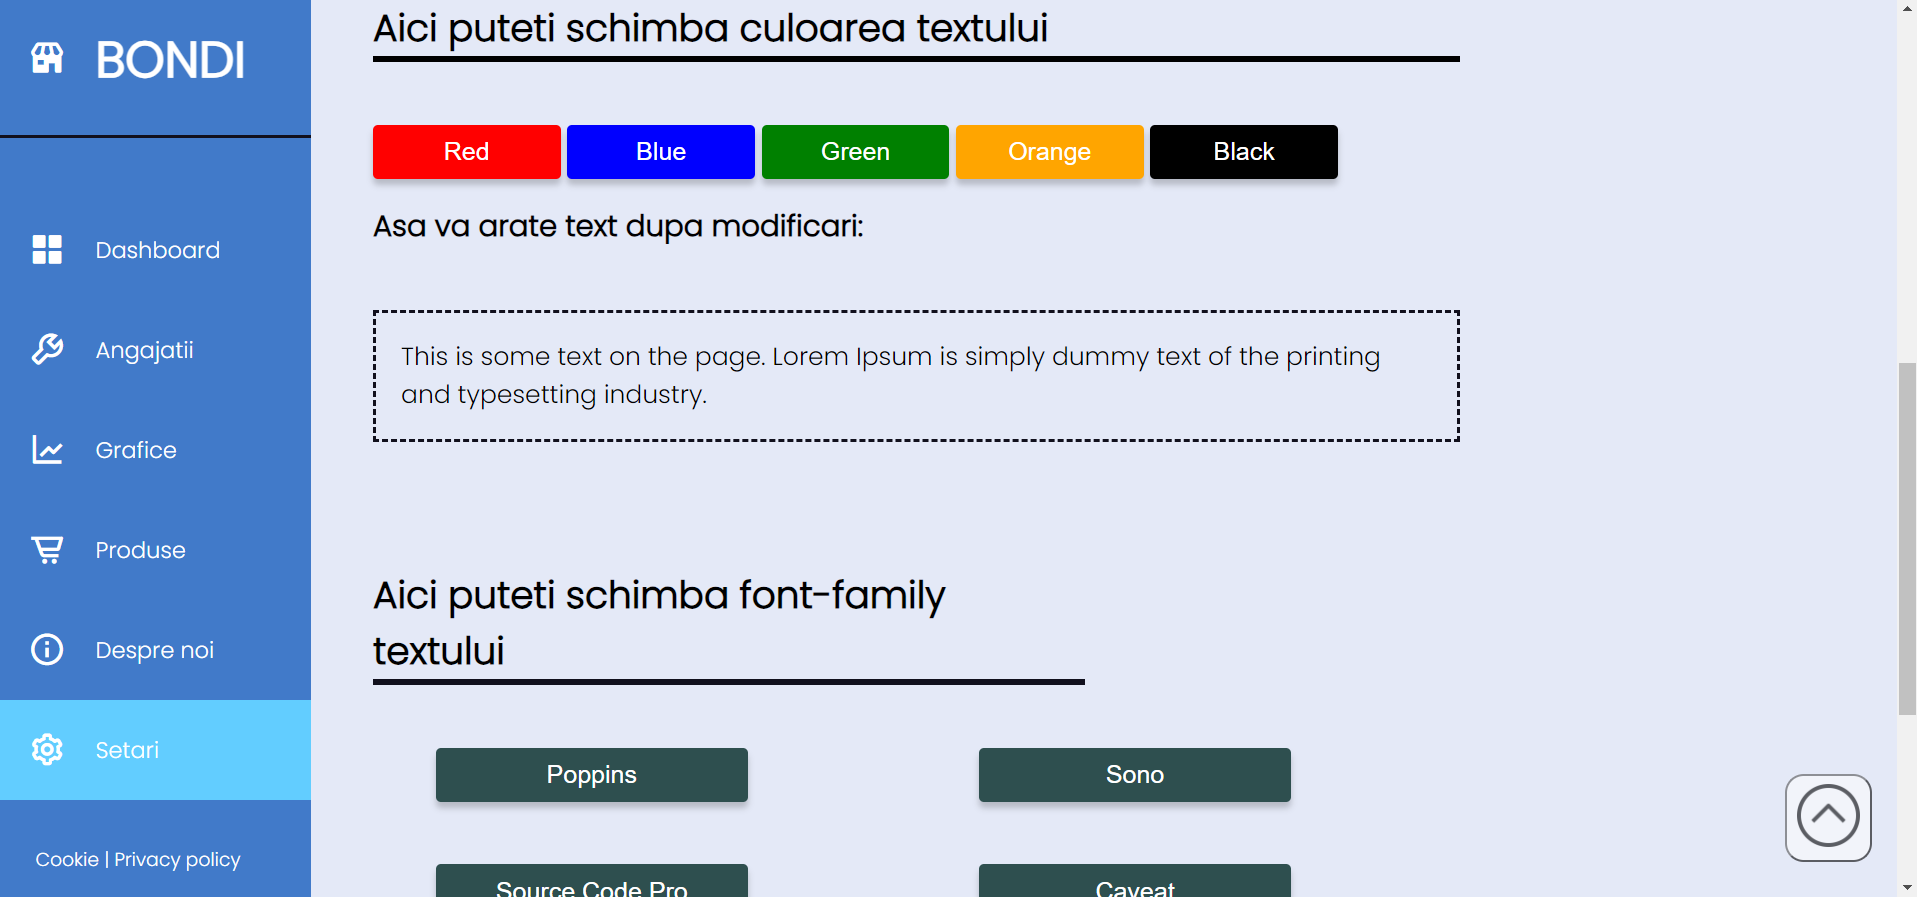 BONDI
Dashboard
Angajatii
Grafice
Produse
Despre noi
Setari
Cookie | Privacy policy
Aici puteti schimba culoarea textului
Red
Blue
Green
Orange
Black
Asa va arate text dupa modificari:
This is some text on the page. Lorem Ipsum is simply dummy text of the printing
and typesetting industry.
Aici puteti schimba font-family
textului
Poppins
Sono
Source Code Pro
Caveat